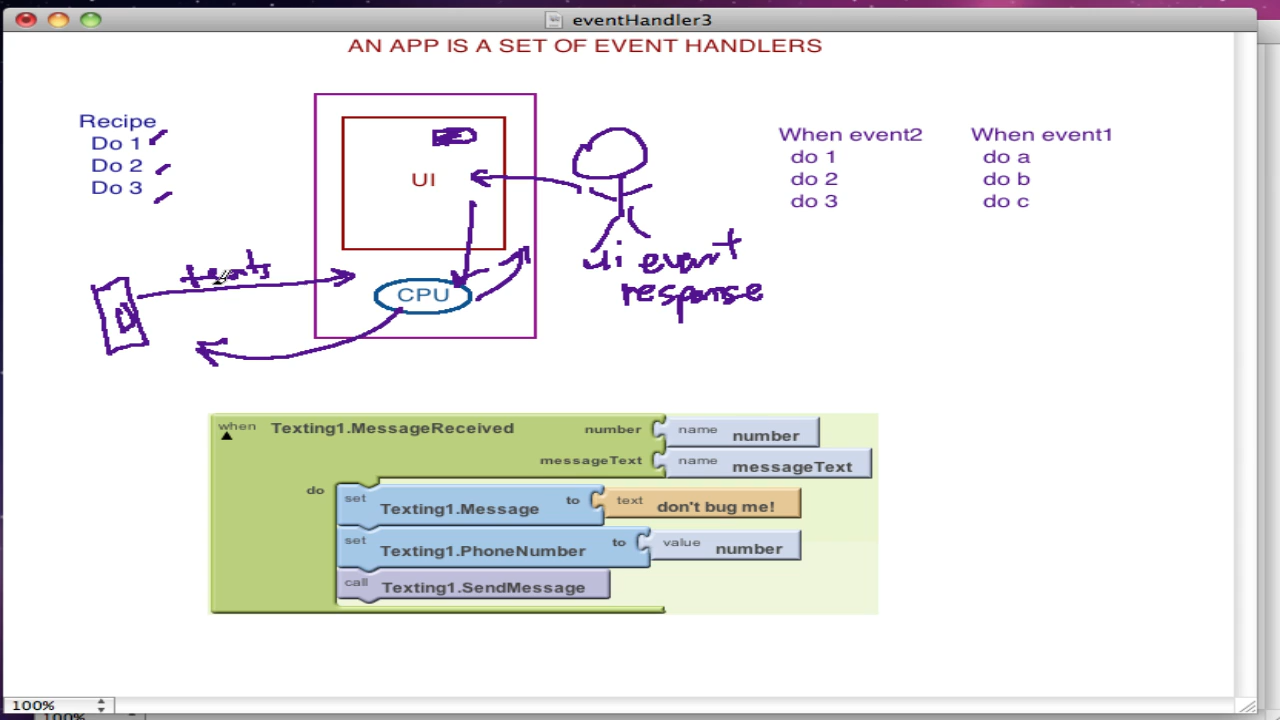 eventHandler3
AN APP IS A SET OF EVENT HANDLERS
Recipe
Do 1
Do 2
Do 3
UI
CPU
texts
ui event
response
When event2
do 1
do 2
do 3
When event1
do a
do b
do c
when Texting1.MessageReceived number name number
messageText name messageText
do set Texting1.Message to text don't bug me!
set Texting1.PhoneNumber to value number
call Texting1.SendMessage
100%
100%